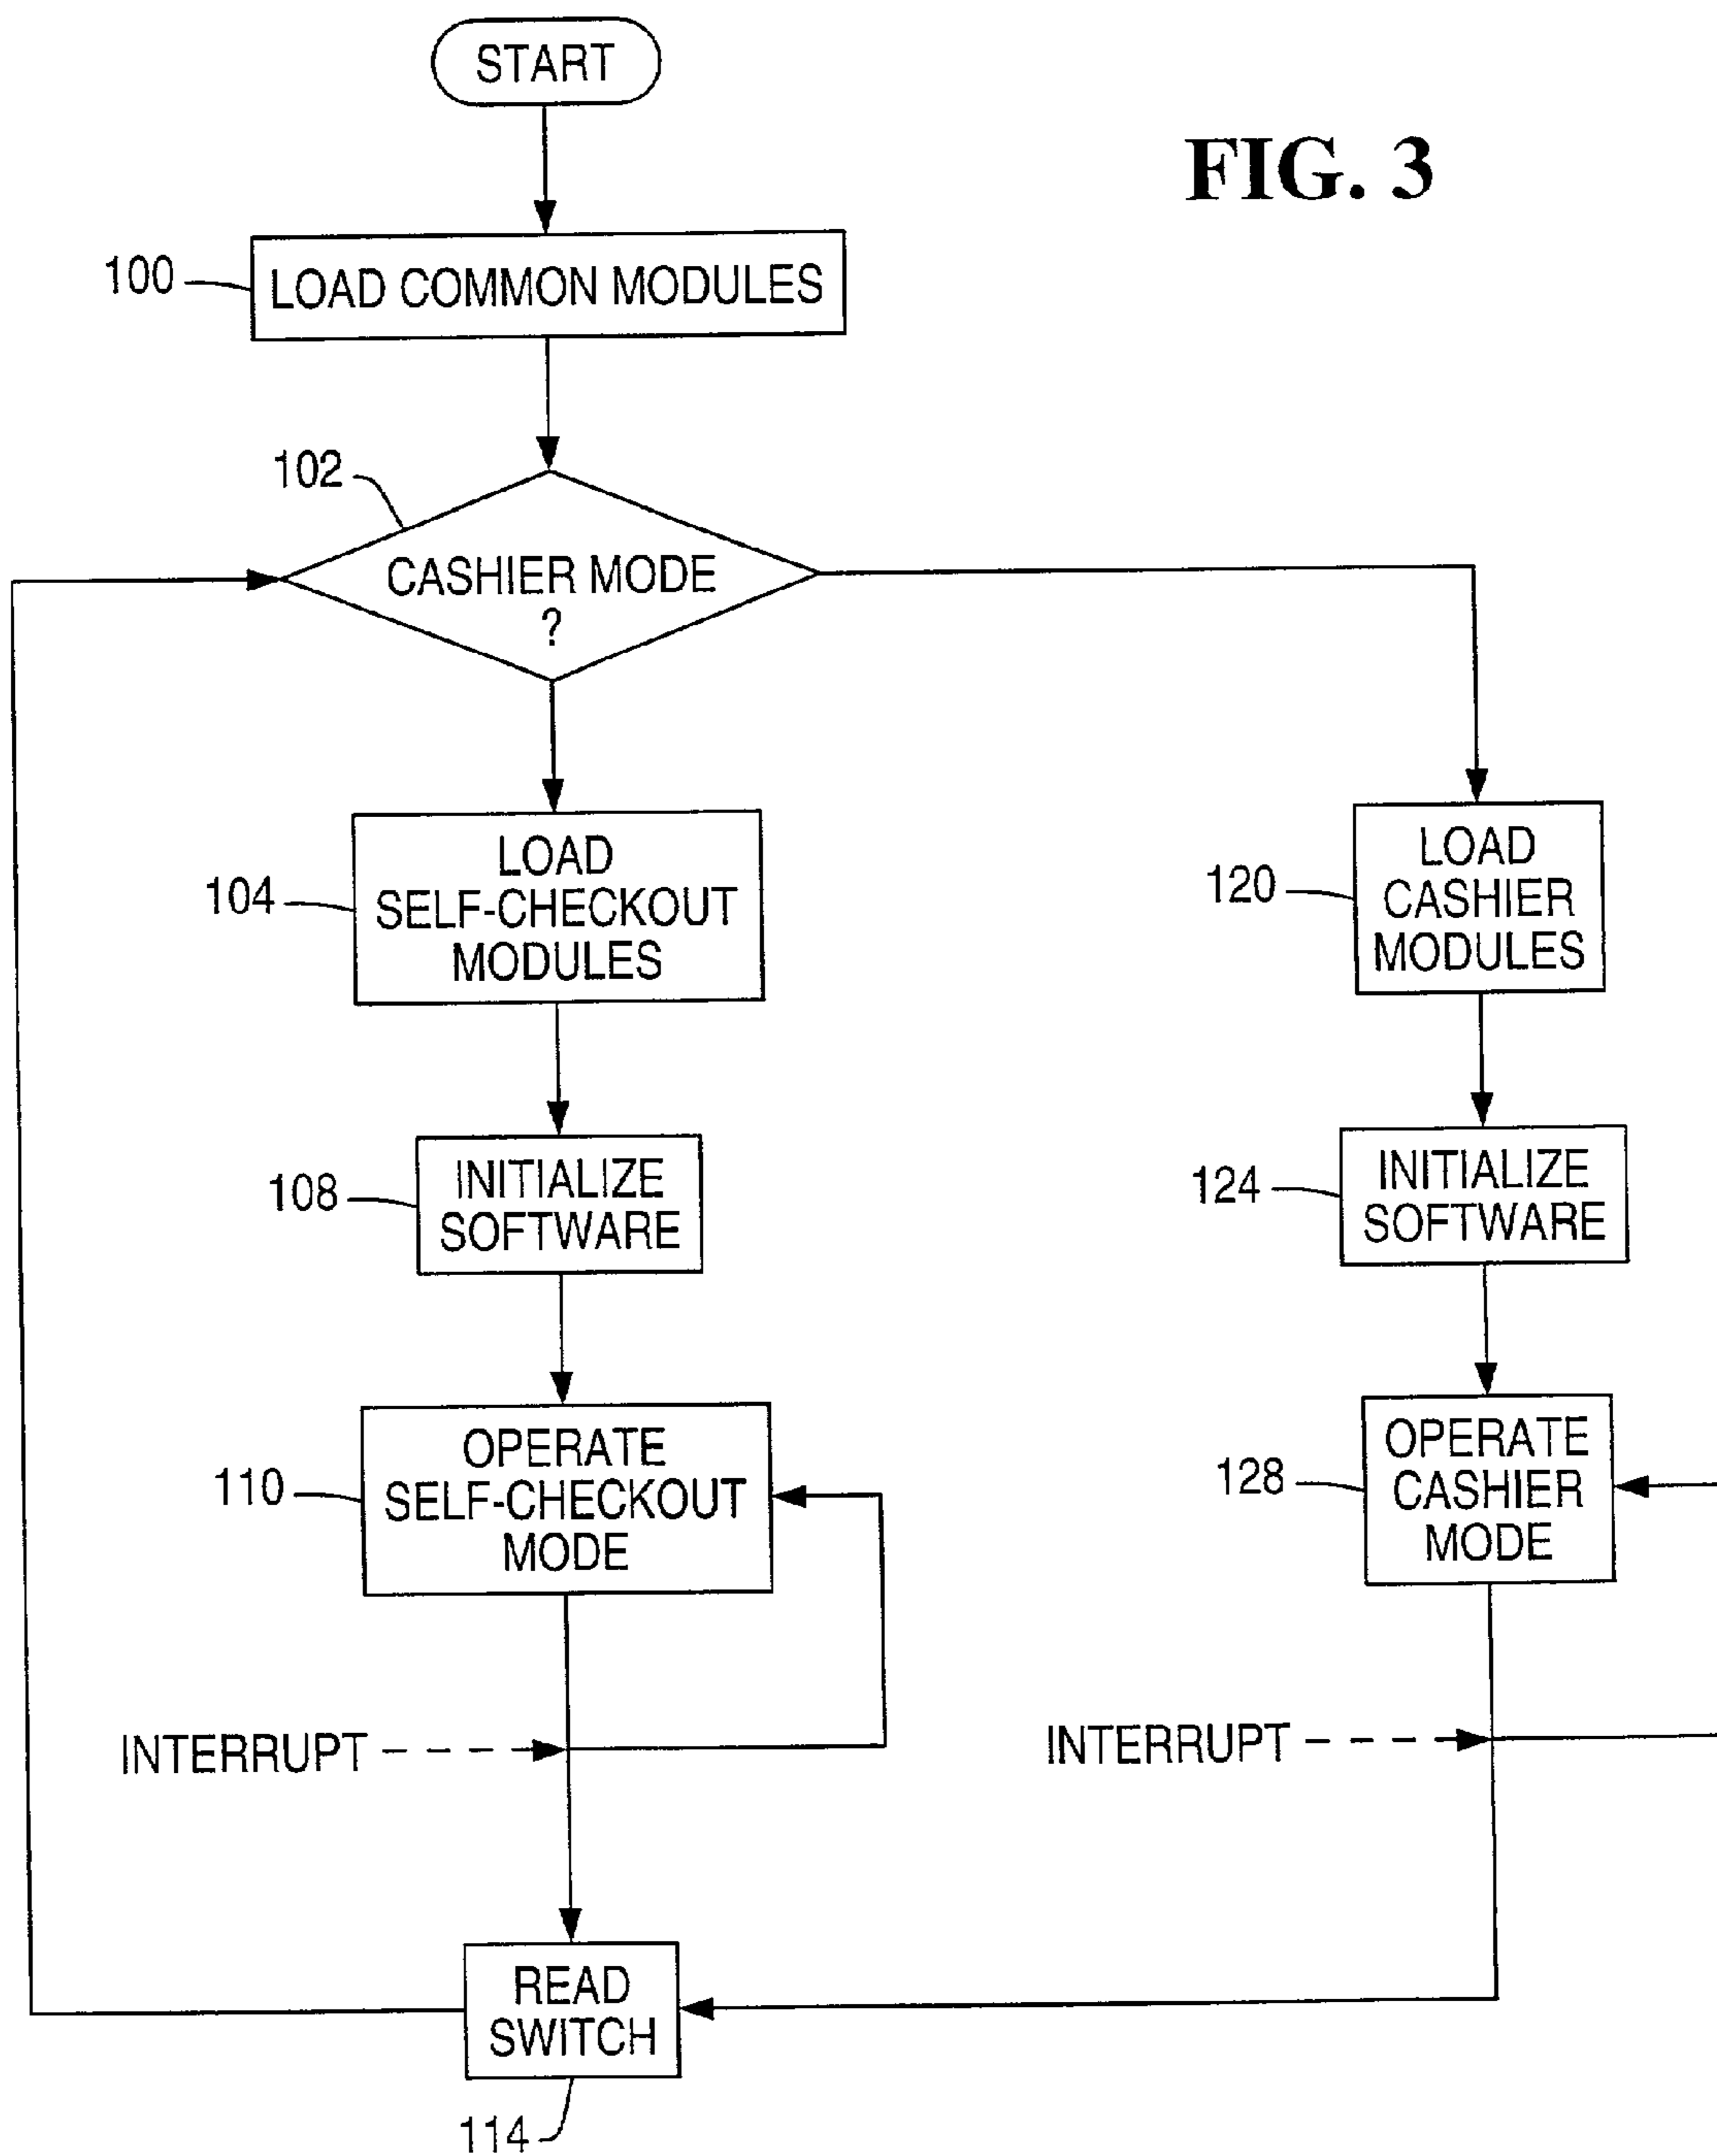 START
FIG. 3
100
LOAD COMMON MODULES
102
CASHIER MODE
?
104
LOAD
SELF-CHECKOUT
MODULES
120
LOAD
CASHIER
MODULES
108
INITIALIZE
SOFTWARE
124
INITIALIZE
SOFTWARE
110
OPERATE
SELF-CHECKOUT
MODE
128
OPERATE
CASHIER
MODE
INTERRUPT
INTERRUPT
READ
SWITCH
114